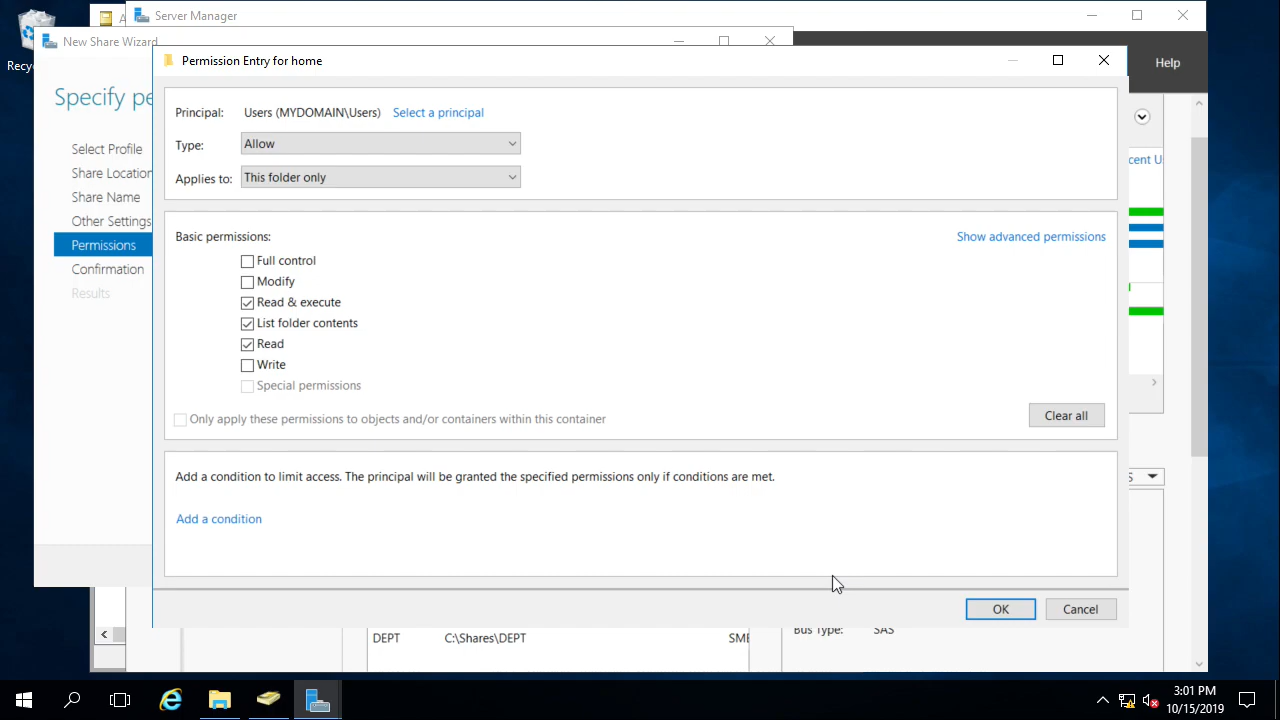 Server Manager
New Share Wizard
Permission Entry for home
Help
Specify pe
Principal: Users (MYDOMAIN\Users) Select a principal
Type: Allow
Applies to: This folder only
Select Profile
Share Location
Share Name
Other Settings
Permissions
Confirmation
Results
cent U
Basic permissions:
Show advanced permissions
Full control
Modify
Read & execute
List folder contents
Read
Write
Special permissions
Only apply these permissions to objects and/or containers within this container
Clear all
Add a condition to limit access. The principal will be granted the specified permissions only if conditions are met.
Add a condition
OK
Cancel
DEPT C:\Shares\DEPT SME
Bus Type: SAS
3:01 PM
10/15/2019